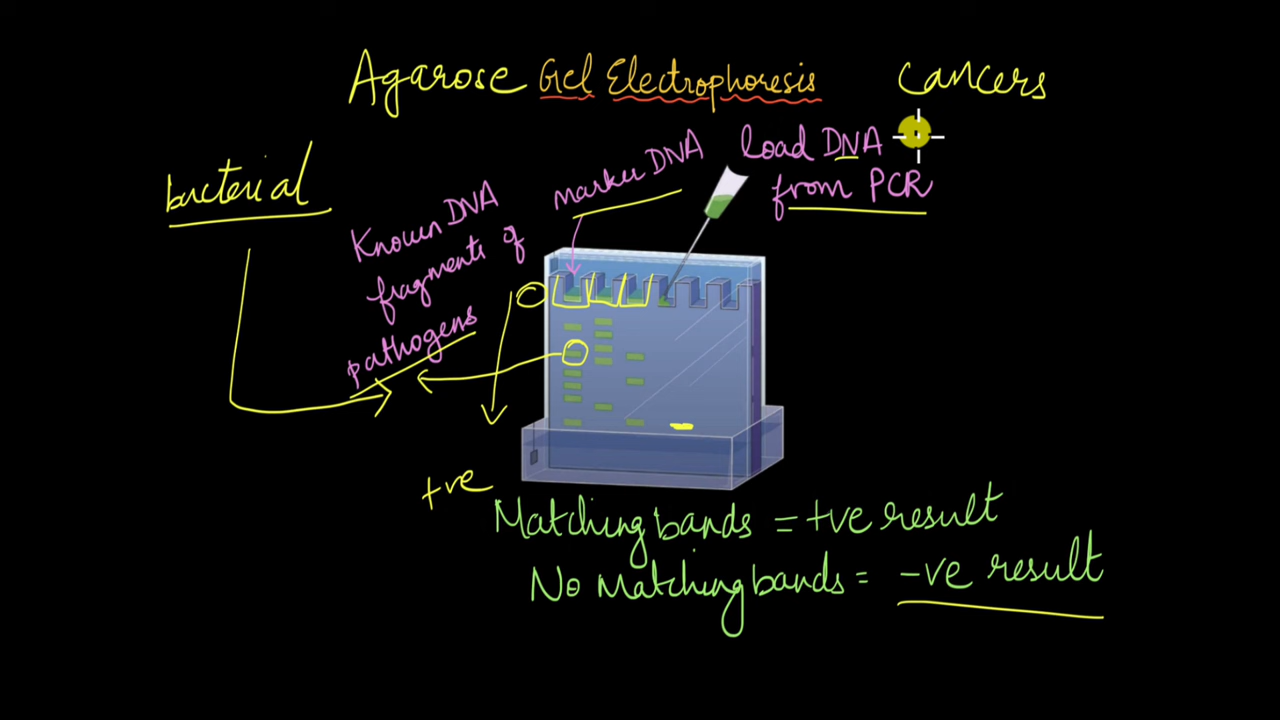 Agarose Gel Electrophoresis
cancers
bacterial
Known DNA
fragments of
pathogens
marker DNA
load DNA
from PCR
+ve
Matching bands = +ve result
No Matching bands = -ve result